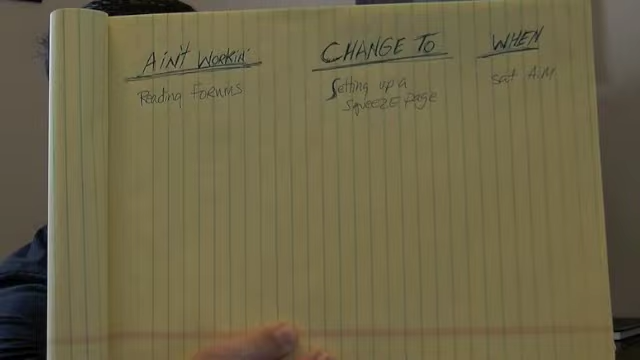 AIN'T WORKIN'
CHANGE TO
WHEN
Reading forums
Setting up a
squeeze page
Sat A.M.